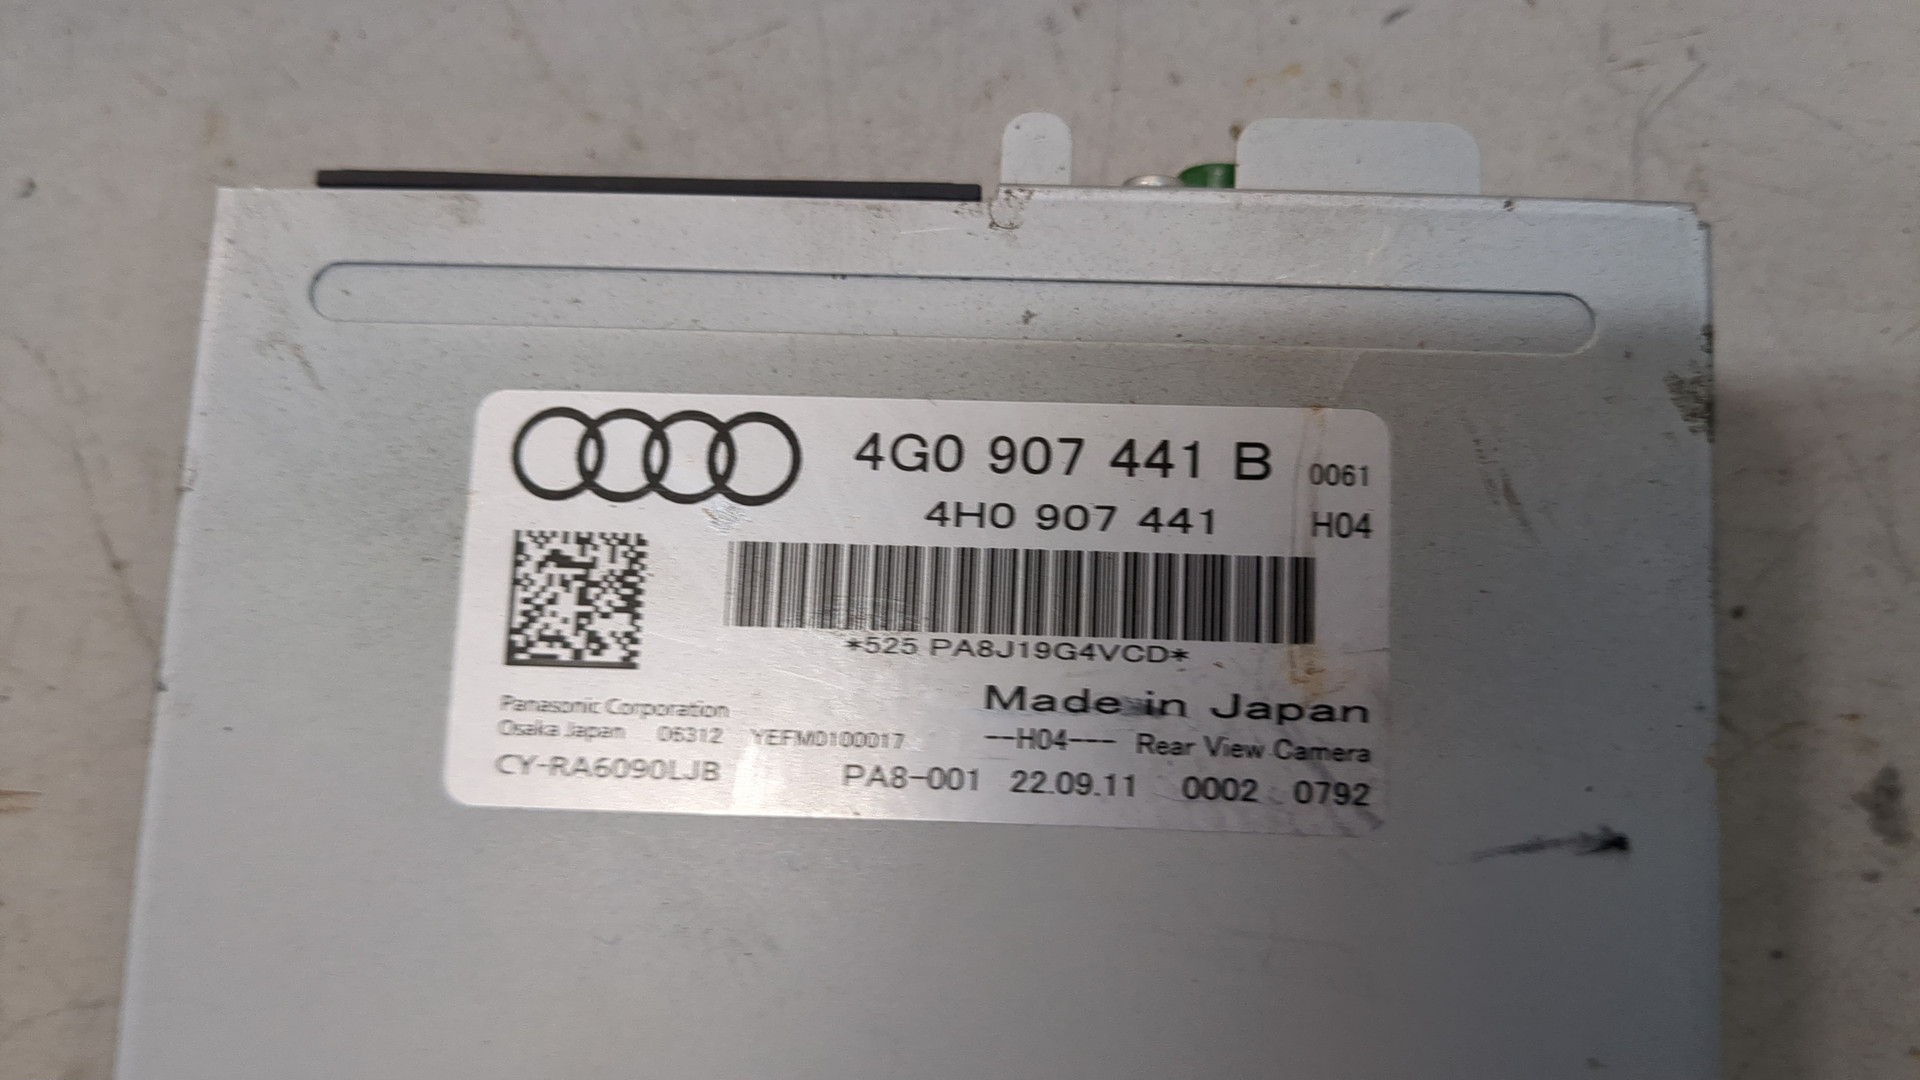 4G0 907 441 B 0061
4H0 907 441 H04
*525 PA8J19G4VCD*
Made in Japan
Panasonic Corporation
Osaka Japan 06312 YEFM0100017 --H04--- Rear View Camera
CY-RA6090LJB PA8-001 22.09.11 0002 0792